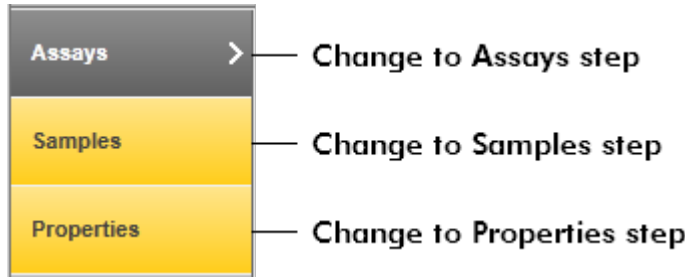 Assays Change to Assays step
Samples Change to Samples step
Properties Change to Properties step